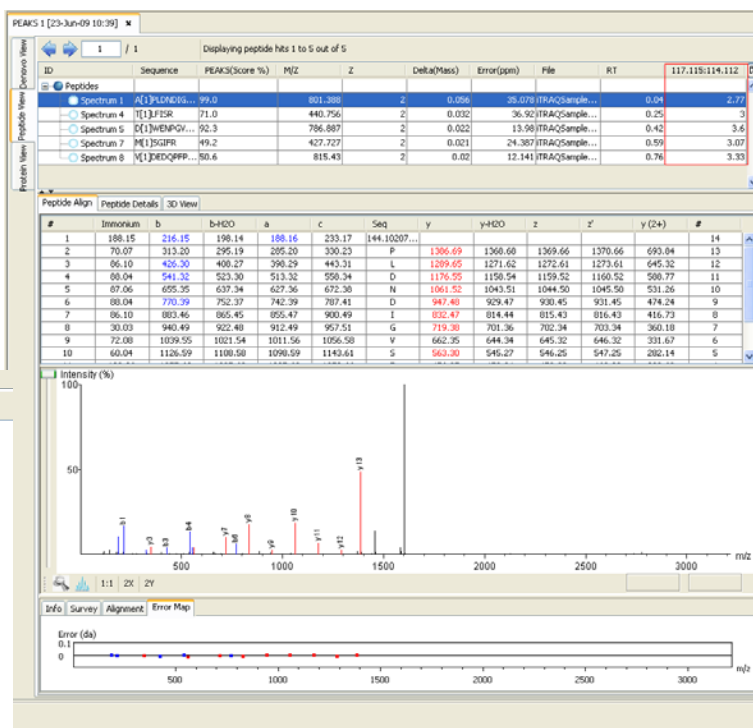 PEAKS 1 [23-Jun-09 10:39] ×
Denovo View
Peptide View
Protein View
1 / 1 Displaying peptide hits 1 to 5 out of 5
ID Sequence PEAKS(Score %) M/Z Z Delta(Mass) Error(ppm) File RT 117.115:114.112
Peptides
Spectrum 1 A[1]PLDNDIG... 99.0 801.388 2 0.056 35.078 iTRAQSample... 0.04 2.77
Spectrum 4 T[1]LFISR 71.0 440.756 2 0.032 36.92 iTRAQSample... 0.25 3
Spectrum 5 D[1]WENPGV... 92.3 786.887 2 0.022 13.98 iTRAQSample... 0.42 3.6
Spectrum 7 M[1]SGIPR 49.2 427.727 2 0.021 24.387 iTRAQSample... 0.59 3.07
Spectrum 8 V[1]DEDQPFP... 50.6 815.43 2 0.02 12.141 iTRAQSample... 0.76 3.33
Peptide Align Peptide Details 3D View
# Immonium b b-H2O a c Seq y y-H2O z z' y (2+) #
1 188.15 216.15 198.14 188.16 233.17 144.10207... 14
2 70.07 313.20 295.19 285.20 330.23 P 1386.69 1368.68 1369.66 1370.66 693.84 13
3 86.10 426.30 408.27 398.29 443.31 L 1289.65 1271.62 1272.61 1273.61 645.32 12
4 88.04 541.32 523.30 513.32 558.34 D 1176.55 1158.54 1159.52 1160.52 588.77 11
5 87.06 655.35 637.34 627.36 672.38 N 1061.52 1043.51 1044.50 1045.50 531.26 10
6 88.04 770.39 752.37 742.39 787.41 D 947.48 929.47 930.45 931.45 474.24 9
7 86.10 883.46 865.45 855.47 900.49 I 832.47 814.44 815.43 816.43 416.73 8
8 30.03 940.49 922.48 912.49 957.51 G 719.38 701.36 702.34 703.34 360.18 7
9 72.08 1039.55 1021.54 1011.56 1056.58 V 662.35 644.34 645.32 646.32 331.67 6
10 60.04 1126.59 1108.58 1098.59 1143.61 S 563.30 545.27 546.25 547.25 282.14 5
Intensity (%)
100
50
b1 y3 b3 b4 y7 b6 y8 y9 y10 y11 y12 y13
500 1000 1500 2000 2500 3000 m/z
1:1 2X 2Y
Info Survey Alignment Error Map
Error (da)
0.1
0
500 1000 1500 2000 2500 3000 m/z